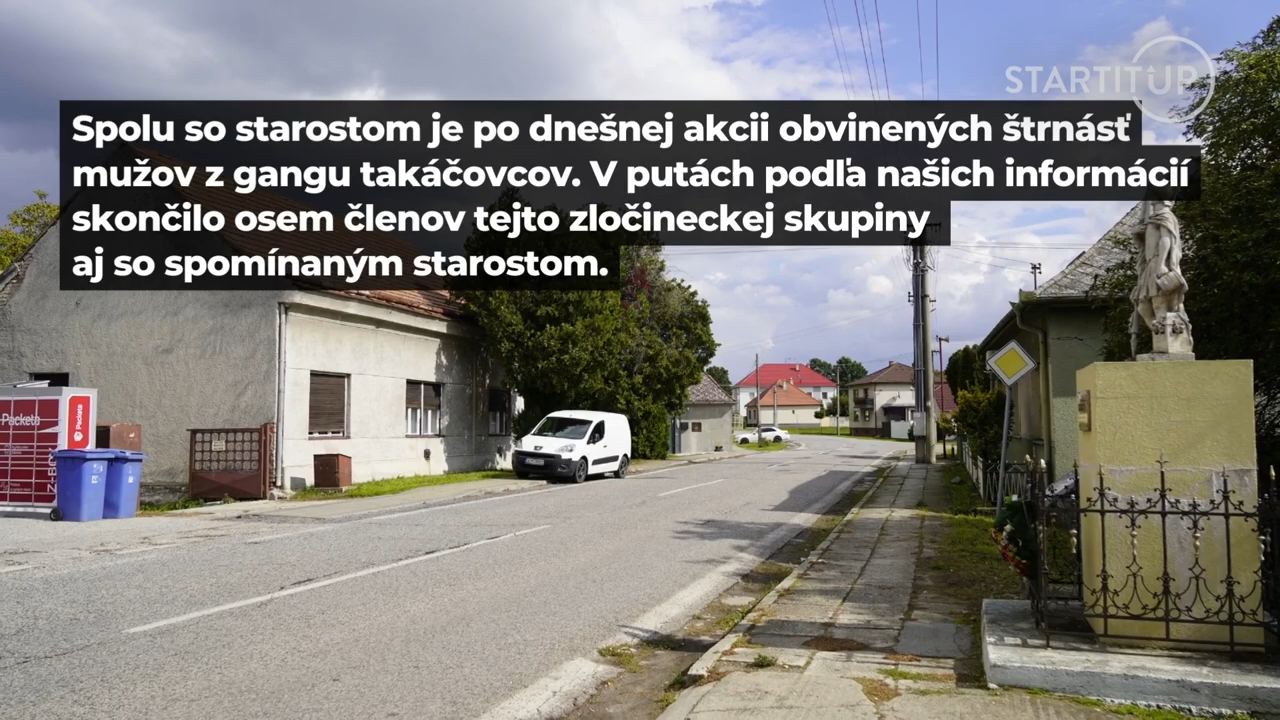 STARTITUP
Spolu so starostom je po dnešnej akcii obvinených štrnásť
mužov z gangu takáčovcov. V putách podľa našich informácií
skončilo osem členov tejto zločineckej skupiny
aj so spomínaným starostom.
Packeta
Packeta